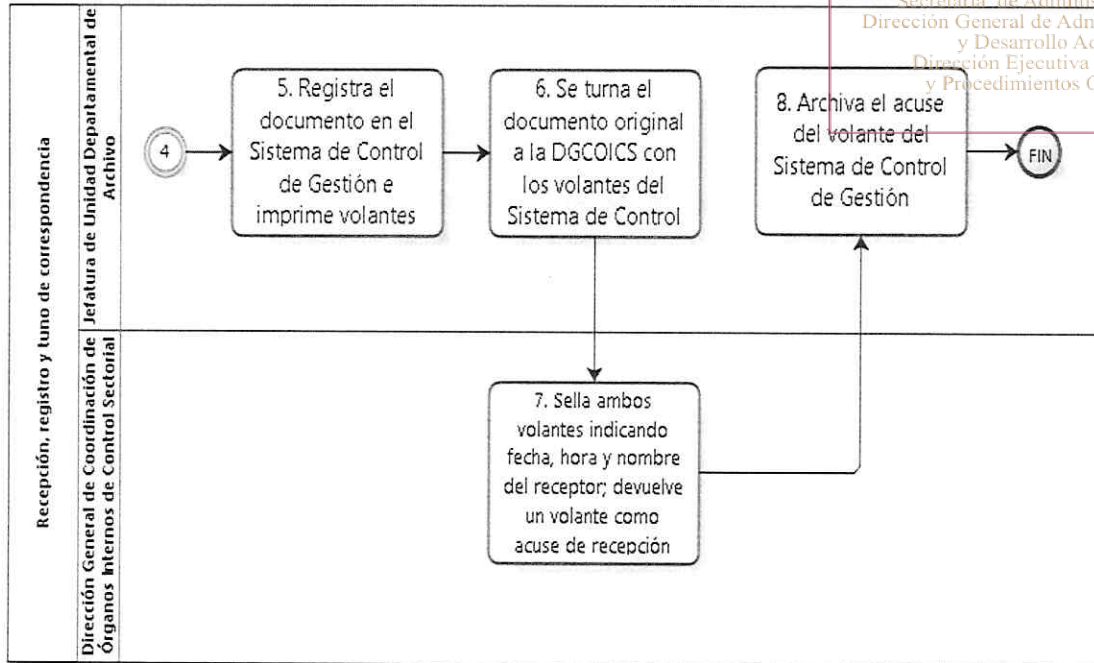 Secretaría de Adminis
Dirección General de Adm
y Desarrollo Ad
Dirección Ejecutiva
y Procedimientos O
Recepción, registro y tuno de correspondencia
Jefatura de Unidad Departamental de
Archivo
4
5. Registra el
documento en el
Sistema de Control
de Gestión e
imprime volantes
6. Se turna el
documento original
a la DGCOICS con
los volantes del
Sistema de Control
8. Archiva el acuse
del volante del
Sistema de Control
de Gestión
FIN
Dirección General de Coordinación de
Órganos Internos de Control Sectorial
7. Sella ambos
volantes indicando
fecha, hora y nombre
del receptor; devuelve
un volante como
acuse de recepción